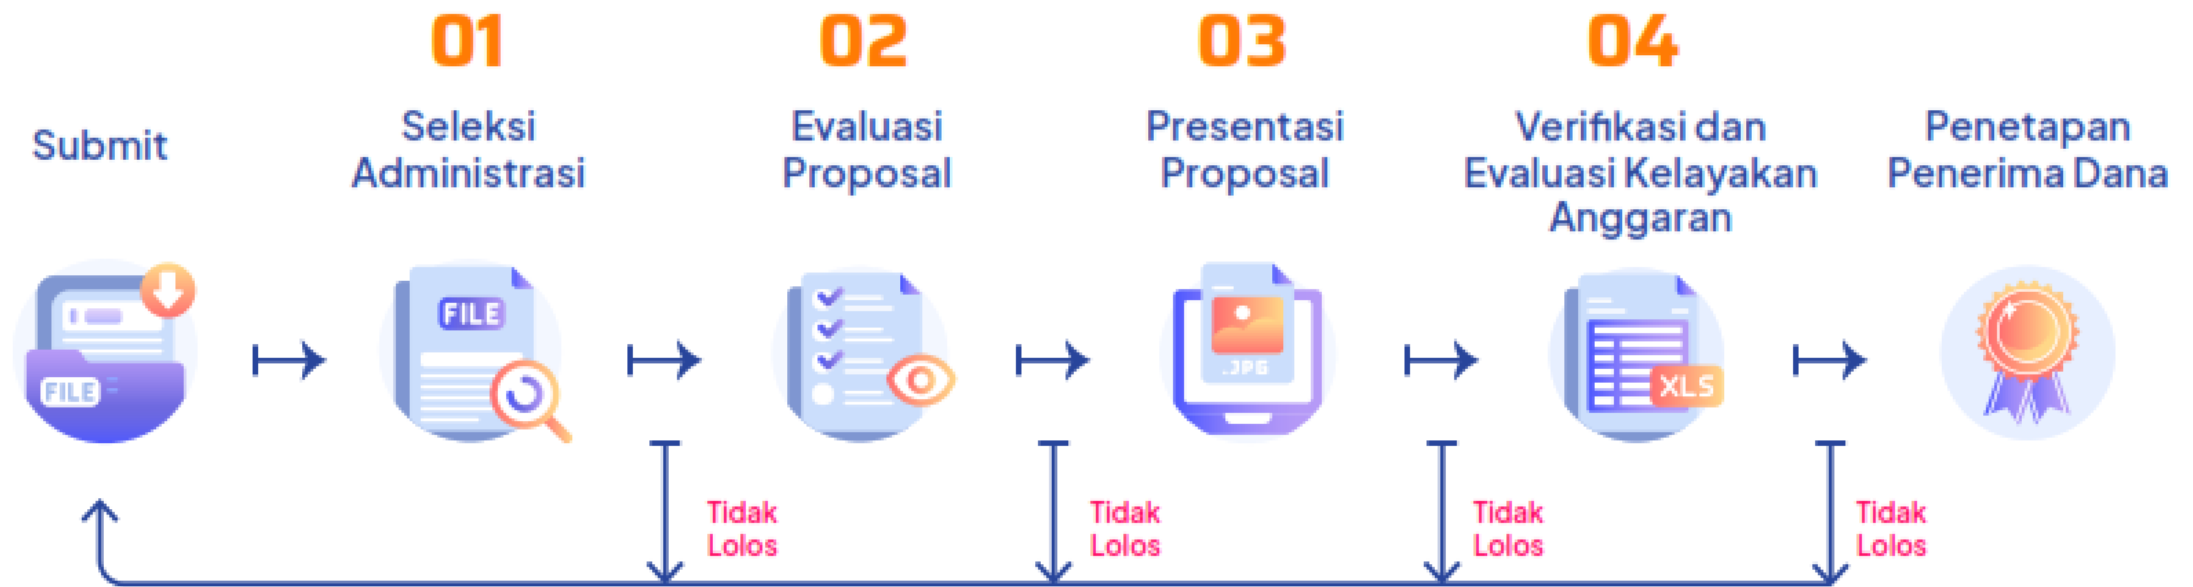 Submit
01
Seleksi
Administrasi
02
Evaluasi
Proposal
03
Presentasi
Proposal
04
Verifikasi dan
Evaluasi Kelayakan
Anggaran
Penetapan
Penerima Dana
FILE
FILE
.JPG
XLS
Tidak
Lolos
Tidak
Lolos
Tidak
Lolos
Tidak
Lolos